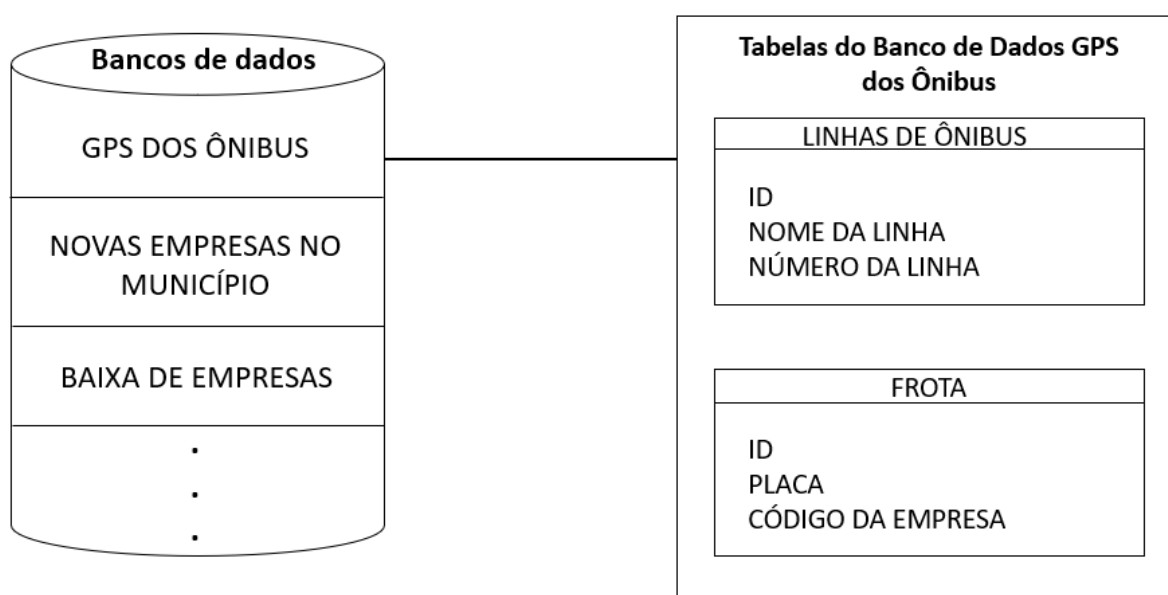 Bancos de dados
GPS DOS ÔNIBUS
NOVAS EMPRESAS NO
MUNICÍPIO
BAIXA DE EMPRESAS
.
.
.
Tabelas do Banco de Dados GPS
dos Ônibus
LINHAS DE ÔNIBUS
ID
NOME DA LINHA
NÚMERO DA LINHA
FROTA
ID
PLACA
CÓDIGO DA EMPRESA